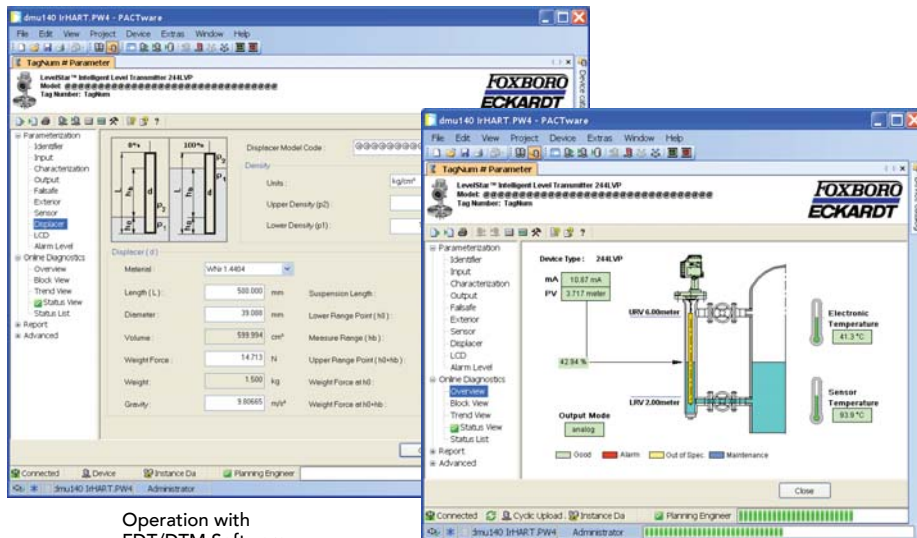 dmu140 IrHART.PW4 - PACTware
File Edit View Project Device Extras Window Help
TagNum # Parameter
LevelStar™ Intelligent Level Transmitter 244LVP
Model:
Tag Number: TagNum
FOXBORO
ECKARDT
Parameterization
Identifier
Input
Characterization
Output
Failsafe
Exterior
Sensor
Displacer
LCD
Alarm Level
Online Diagnostics
Overview
Block View
Trend View
Status View
Status List
Report
Advanced
0%
100%
Displacer Model Code :
Density
Units :
Upper Density (p2)
Lower Density (p1) :
Displacer ( d )
Material :
WNr 1.4404
Length ( L ) : 500.000 mm Suspension Length :
Diameter : 39.088 mm Lower Range Point ( h0 ) :
Volume : 599.994 cm³ Measure Range ( hb ) :
Weight Force : 14.713 N Upper Range Point ( h0+hb ) :
Weight: 1.500 kg Weight Force at h0 :
Gravity: 9.80665 m/s² Weight Force at h0+hb :
Connected Device Instance Da Planning Engineer
dmu140 IrHART.PW4 Administrator
dmu140 IrHART.PW4 - PACTware
File Edit View Project Device Extras Window Help
TagNum # Parameter
LevelStar™ Intelligent Level Transmitter 244LVP
Model:
Tag Number: TagNum
FOXBORO
ECKARDT
Parameterization
Identifier
Input
Characterization
Output
Failsafe
Exterior
Sensor
Displacer
LCD
Alarm Level
Online Diagnostics
Overview
Block View
Trend View
Status View
Status List
Report
Advanced
Device Type : 244LVP
mA 10.87 mA
PV 3.717 meter
URV 6.00meter
42.94 %
LRV 2.00meter
Output Mode
analog
Electronic
Temperature
41.3 °C
Sensor
Temperature
93.9 °C
Good Alarm Out of Spec Maintenance
Close
Connected Cyclic Upload. Instance Da Planning Engineer
dmu140 IrHART.PW4 Administrator
Operation with